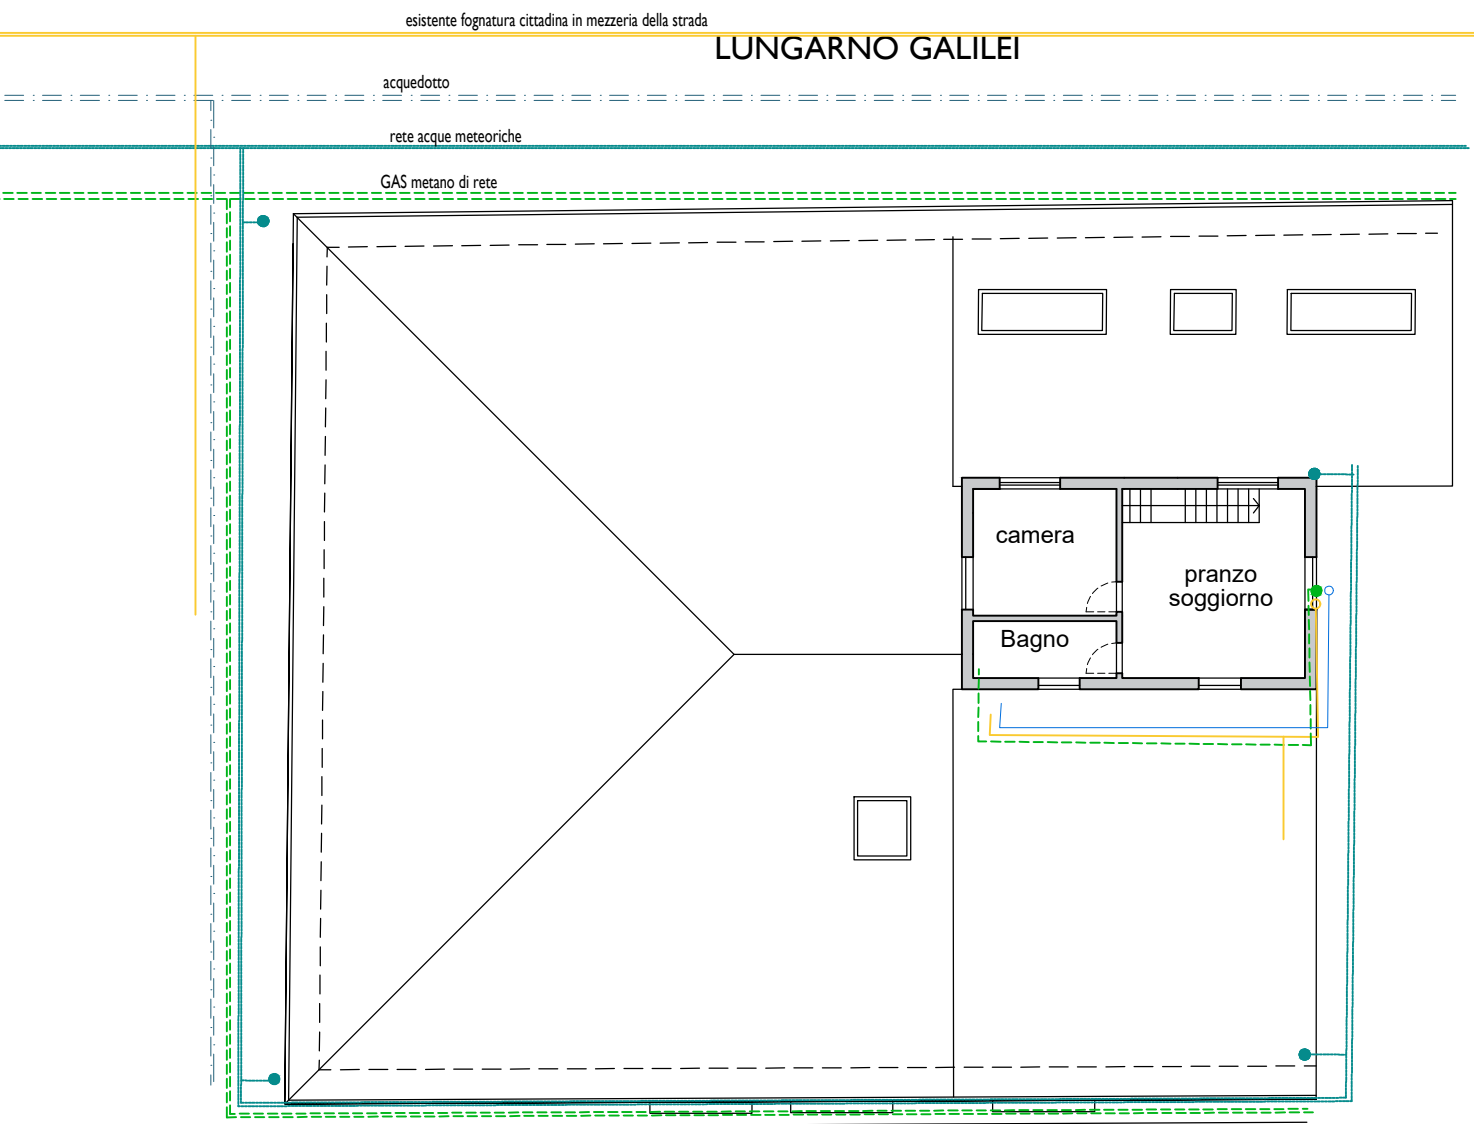 esistente fognatura cittadina in mezzeria della strada
LUNGARNO GALILEI
acquedotto
rete acque meteoriche
GAS metano di rete
camera
pranzo
soggiorno
Bagno